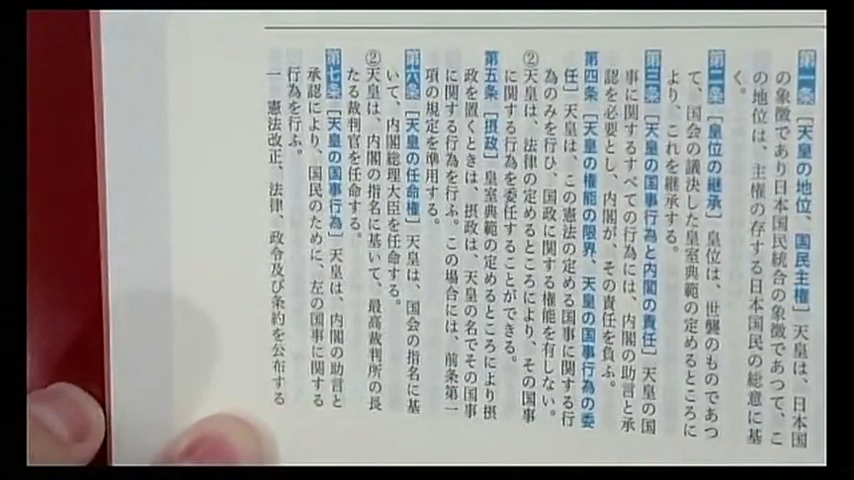 第一条［天皇の地位、国民主権］天皇は、日本国
の象徴であり日本国民統合の象徴であつて、こ
の地位は、主権の存する日本国民の総意に基
く。
第二条［皇位の継承］皇位は、世襲のものであつ
て、国会の議決した皇室典範の定めるところに
より、これを継承する。
第三条［天皇の国事行為と内閣の責任］天皇の国
事に関するすべての行為には、内閣の助言と承
認を必要とし、内閣が、その責任を負ふ。
第四条［天皇の権能の限界、天皇の国事行為の委
任］天皇は、この憲法の定める国事に関する行
為のみを行ひ、国政に関する権能を有しない。
②天皇は、法律の定めるところにより、その国事
に関する行為を委任することができる。
第五条［摂政］皇室典範の定めるところにより摂
政を置くときは、摂政は、天皇の名でその国事
に関する行為を行ふ。この場合には、前条第一
項の規定を準用する。
第六条［天皇の任命権］天皇は、国会の指名に基
いて、内閣総理大臣を任命する。
②天皇は、内閣の指名に基いて、最高裁判所の長
たる裁判官を任命する。
第七条［天皇の国事行為］天皇は、内閣の助言と
承認により、国民のために、左の国事に関する
行為を行ふ。
一　憲法改正、法律、政令及び条約を公布する